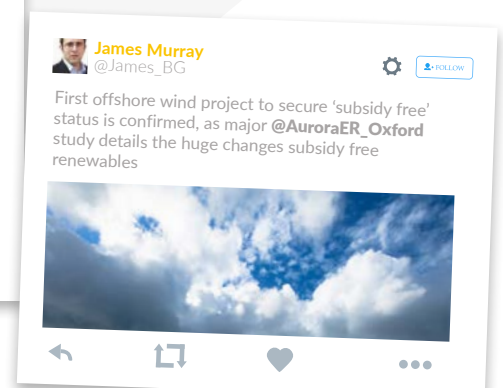 James Murray
@James_BG
FOLLOW
First offshore wind project to secure ‘subsidy free’
status is confirmed, as major @AuroraER_Oxford
study details the huge changes subsidy free
renewables